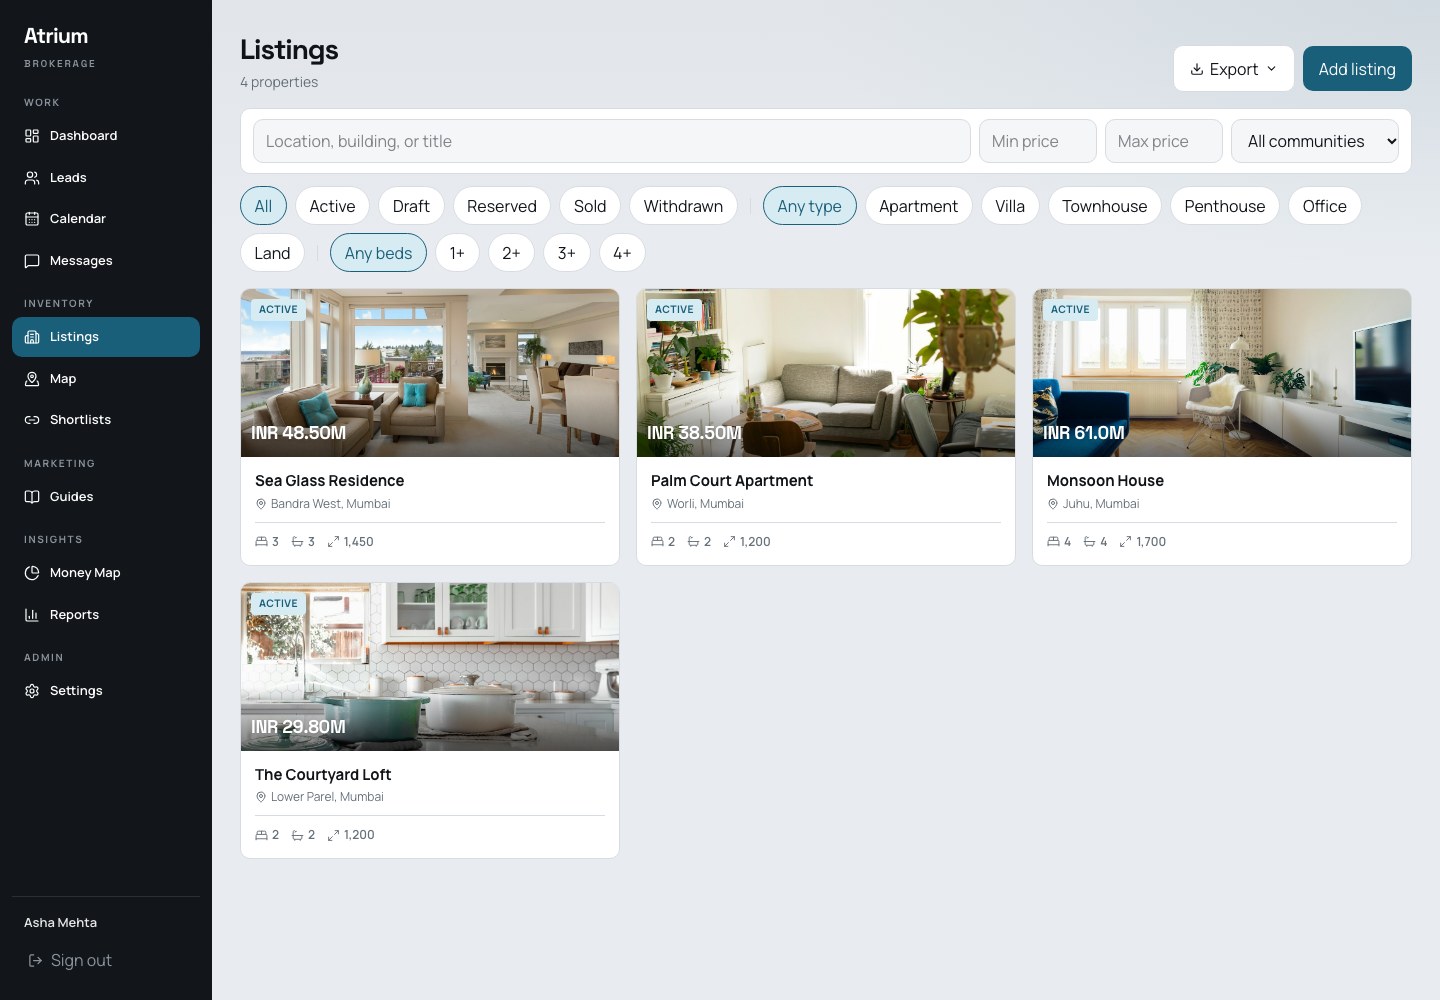 Atrium
BROKERAGE
WORK
Dashboard
Leads
Calendar
Messages
INVENTORY
Listings
Map
Shortlists
MARKETING
Guides
INSIGHTS
Money Map
Reports
ADMIN
Settings
Asha Mehta
Sign out
Listings
4 properties
Export
Add listing
Location, building, or title
Min price
Max price
All communities
All Active Draft Reserved Sold Withdrawn Any type Apartment Villa Townhouse Penthouse Office
Land Any beds 1+ 2+ 3+ 4+
ACTIVE
INR 48.50M
Sea Glass Residence
Bandra West, Mumbai
3 3 1,450
ACTIVE
INR 38.50M
Palm Court Apartment
Worli, Mumbai
2 2 1,200
ACTIVE
INR 61.0M
Monsoon House
Juhu, Mumbai
4 4 1,700
ACTIVE
INR 29.80M
The Courtyard Loft
Lower Parel, Mumbai
2 2 1,200